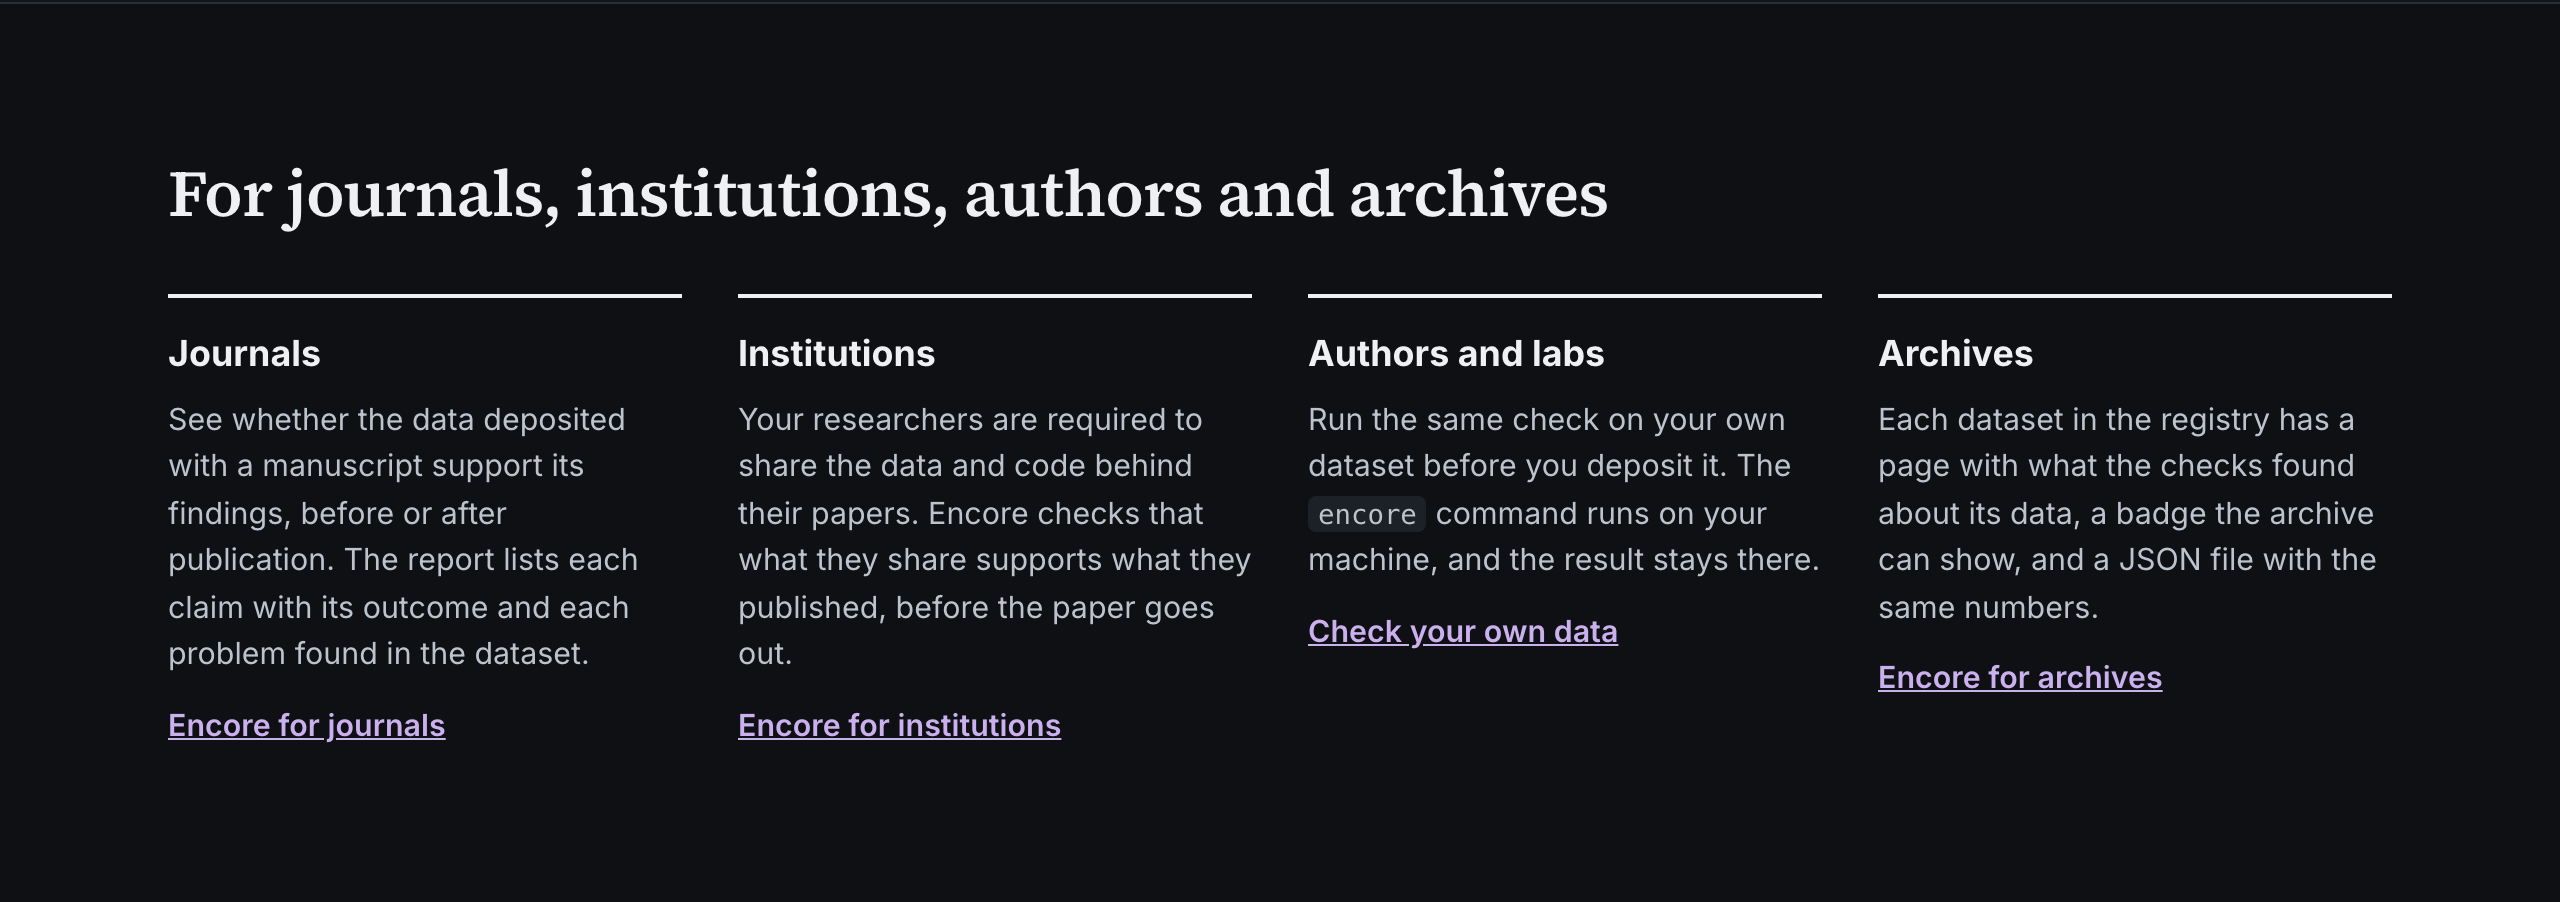 For journals, institutions, authors and archives
Journals
See whether the data deposited
with a manuscript support its
findings, before or after
publication. The report lists each
claim with its outcome and each
problem found in the dataset.
Encore for journals
Institutions
Your researchers are required to
share the data and code behind
their papers. Encore checks that
what they share supports what they
published, before the paper goes
out.
Encore for institutions
Authors and labs
Run the same check on your own
dataset before you deposit it. The
encore command runs on your
machine, and the result stays there.
Check your own data
Archives
Each dataset in the registry has a
page with what the checks found
about its data, a badge the archive
can show, and a JSON file with the
same numbers.
Encore for archives